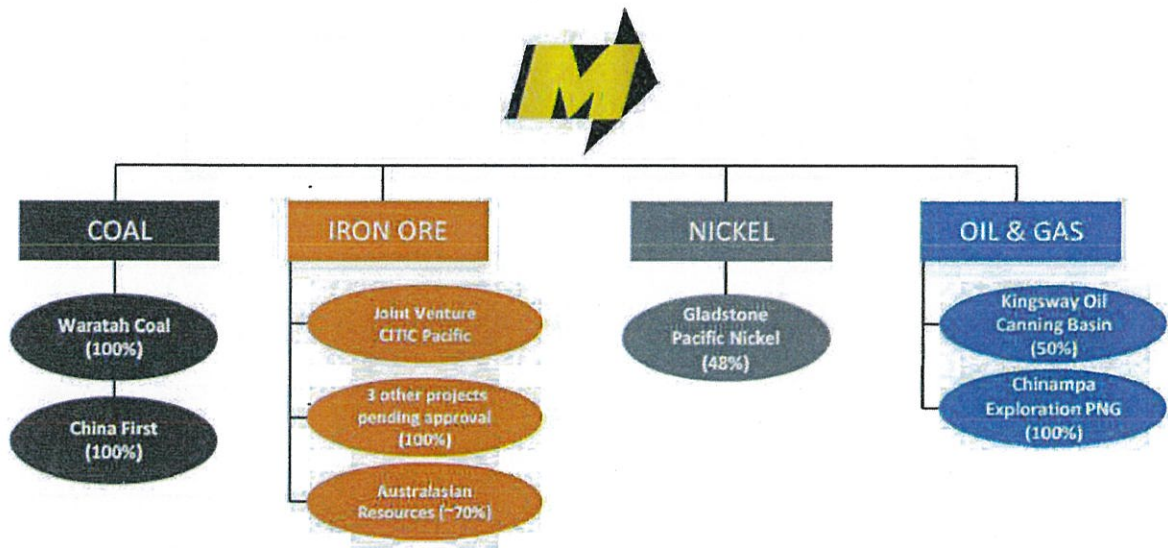 M
COAL
Waratah Coal
(100%)
China First
(100%)
IRON ORE
Joint Venture
CITIC Pacific
3 other projects
pending approval
(100%)
Australasian
Resources (~70%)
NICKEL
Gladstone
Pacific Nickel
(48%)
OIL & GAS
Kingsway Oil
Canning Basin
(50%)
Chinampa
Exploration PNG
(100%)